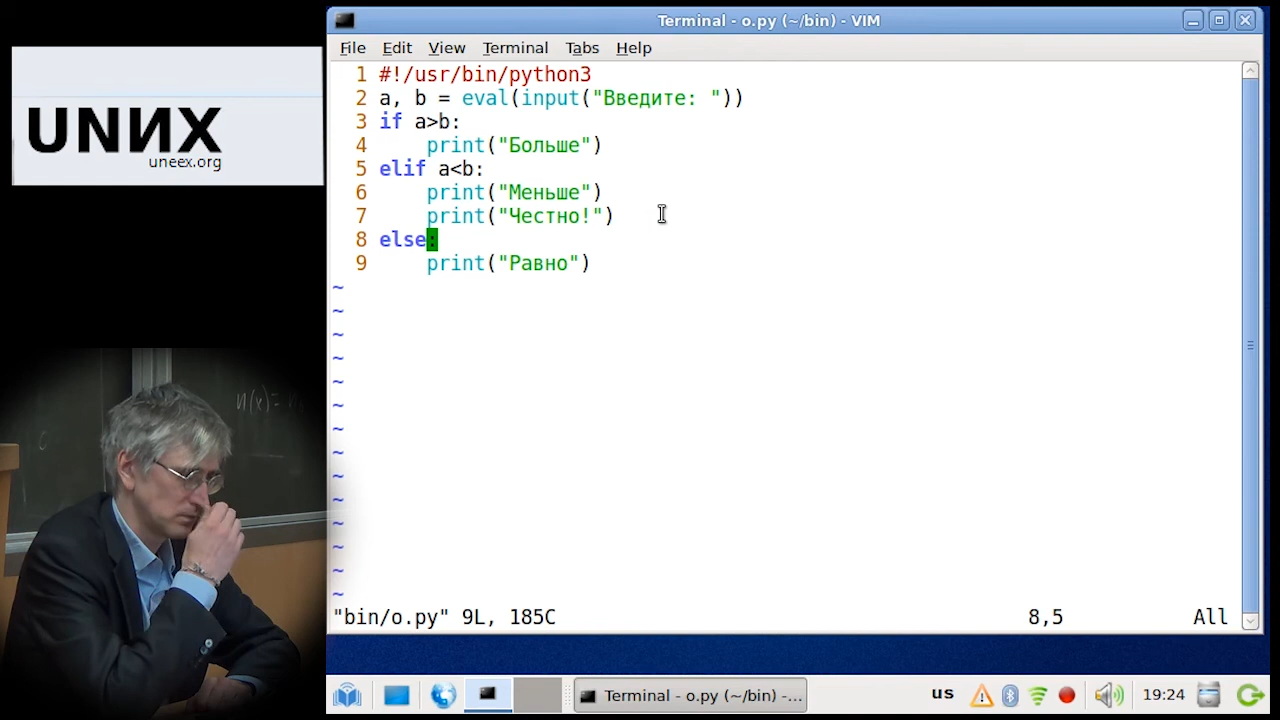 UNИX
uneex.org
Terminal - o.py (~/bin) - VIM
File Edit View Terminal Tabs Help
1 #!/usr/bin/python3
2 a, b = eval(input("Введите: "))
3 if a>b:
4     print("Больше")
5 elif a<b:
6     print("Меньше")
7     print("Честно!")
8 else:
9     print("Равно")
~
~
~
~
~
~
~
~
~
~
~
~
~
~
"bin/o.py" 9L, 185C 8,5 All
Terminal - o.py (~/bin) -... us 19:24